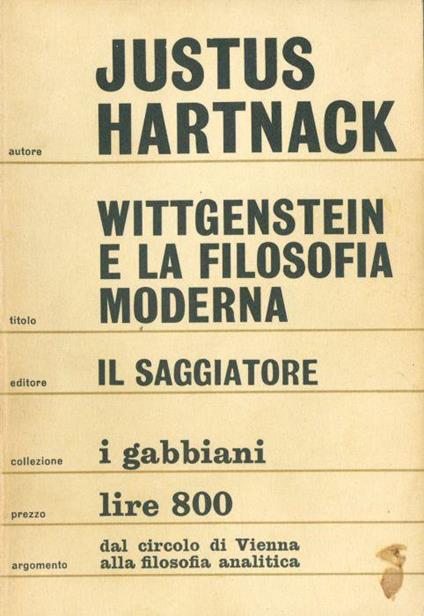 JUSTUS
autore HARTNACK
WITTGENSTEIN
E LA FILOSOFIA
titolo MODERNA
editore IL SAGGIATORE
collezione i gabbiani
prezzo lire 800
dal circolo di Vienna
argomento alla filosofia analitica